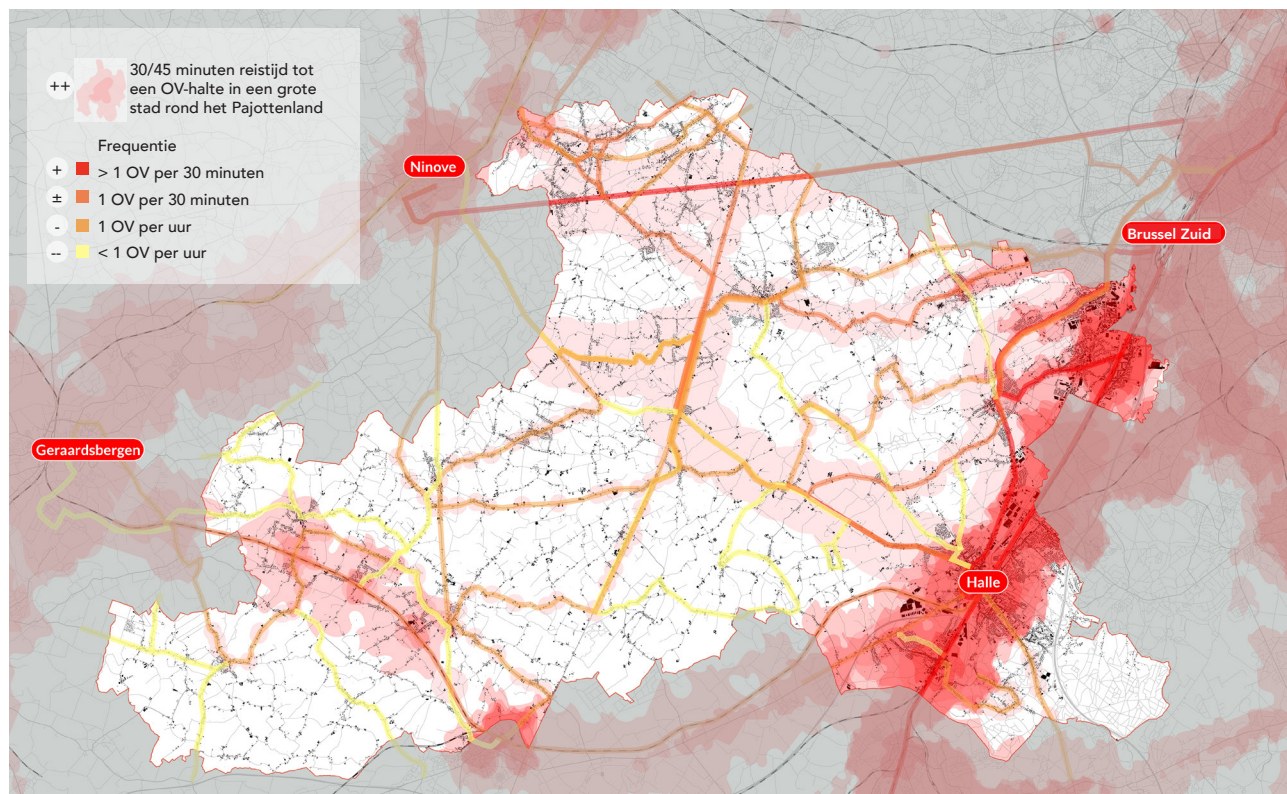 ++ 30/45 minuten reistijd tot
een OV-halte in een grote
stad rond het Pajottenland
Frequentie
+ > 1 OV per 30 minuten
± 1 OV per 30 minuten
- 1 OV per uur
-- < 1 OV per uur
Ninove
Brussel Zuid
Geraardsbergen
Halle